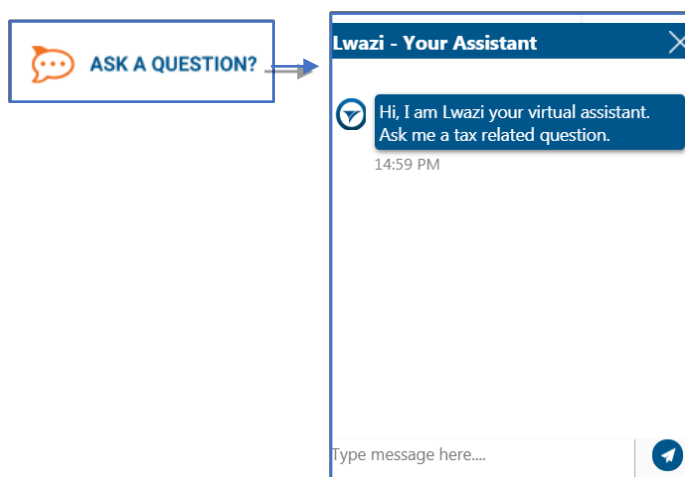 ASK A QUESTION?
Lwazi - Your Assistant
Hi, I am Lwazi your virtual assistant.
Ask me a tax related question.
14:59 PM
Type message here....